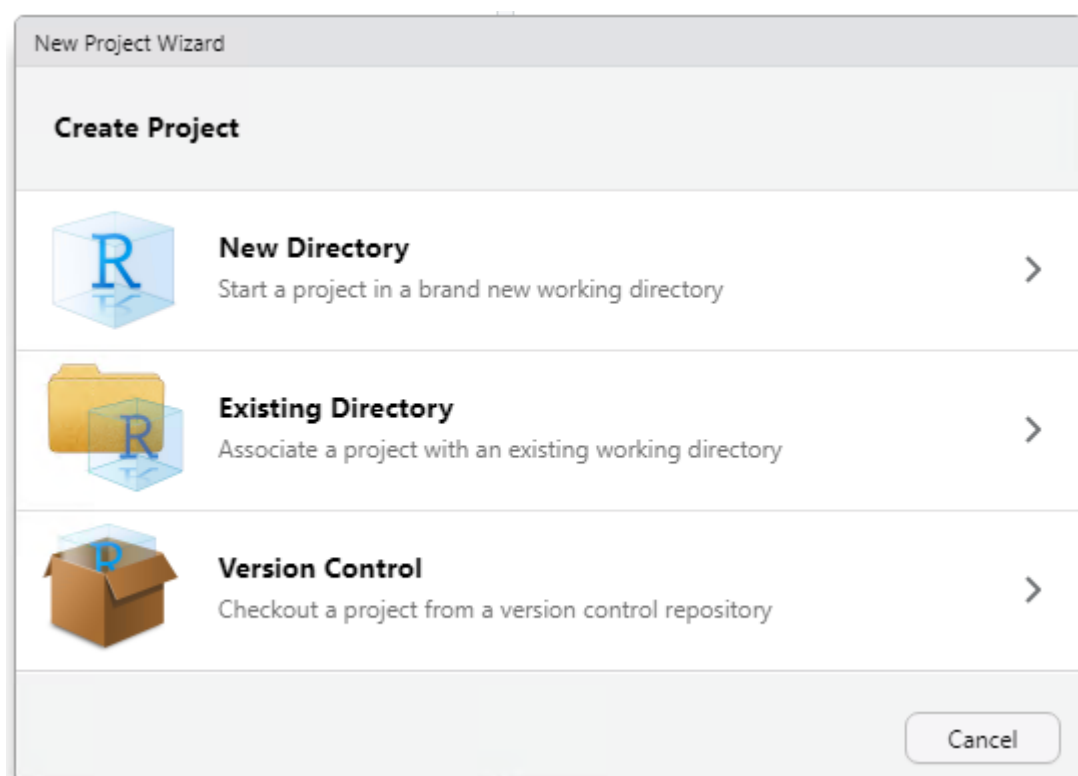 New Project Wizard
Create Project
R
New Directory
Start a project in a brand new working directory
R
Existing Directory
Associate a project with an existing working directory
R
Version Control
Checkout a project from a version control repository
Cancel